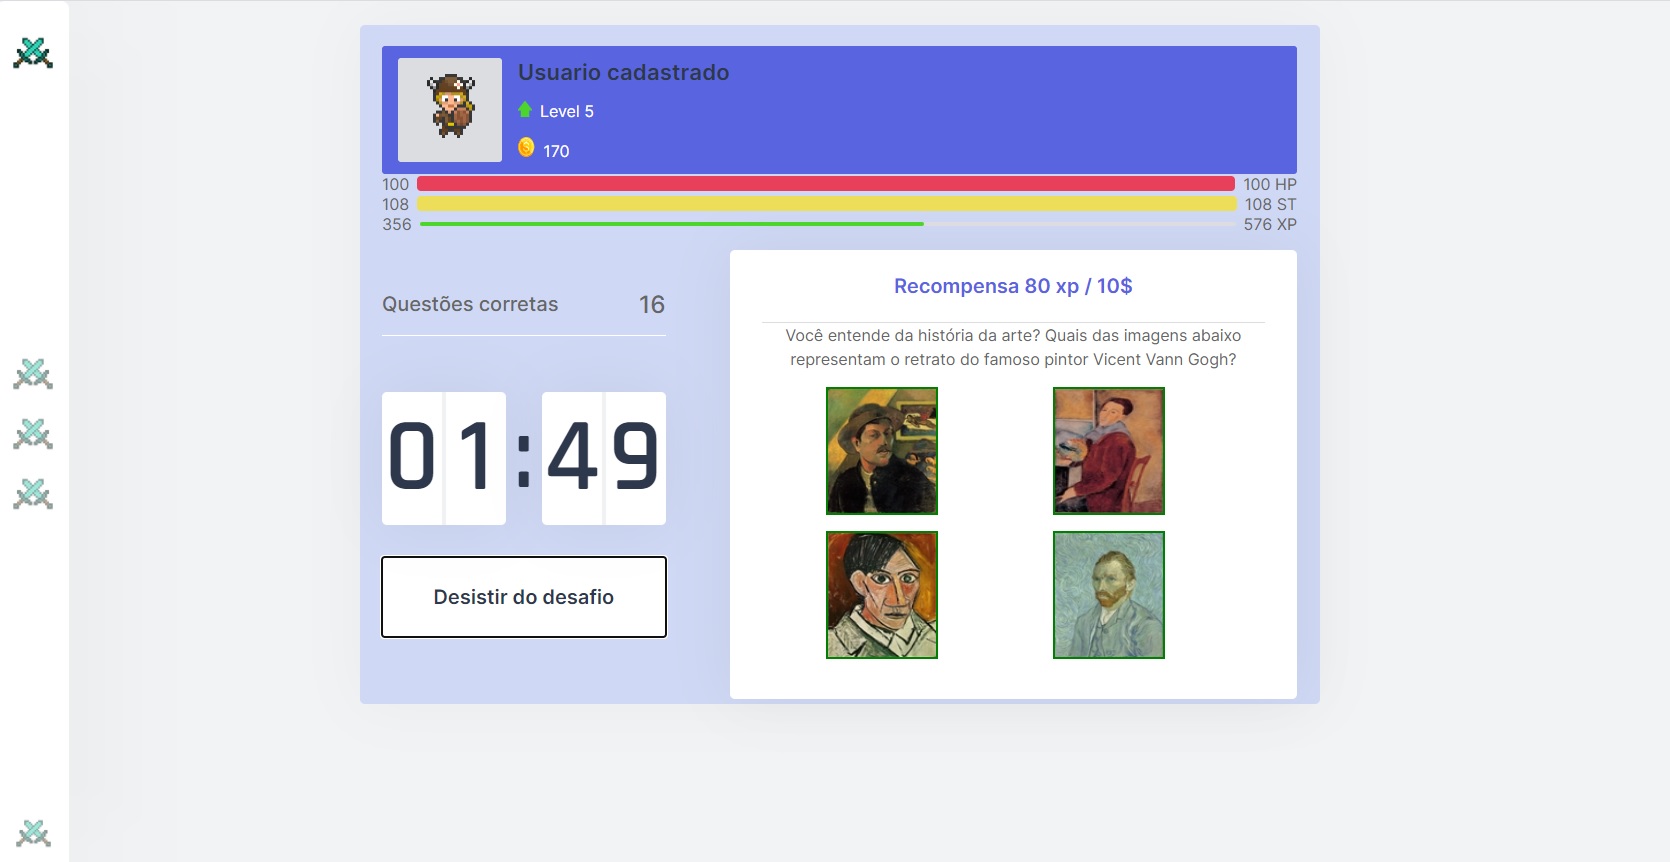 Usuario cadastrado
Level 5
170
100 100 HP
108 108 ST
356 576 XP
Questões corretas 16
01:49
Desistir do desafio
Recompensa 80 xp / 10$
Você entende da história da arte? Quais das imagens abaixo
representam o retrato do famoso pintor Vicent Vann Gogh?